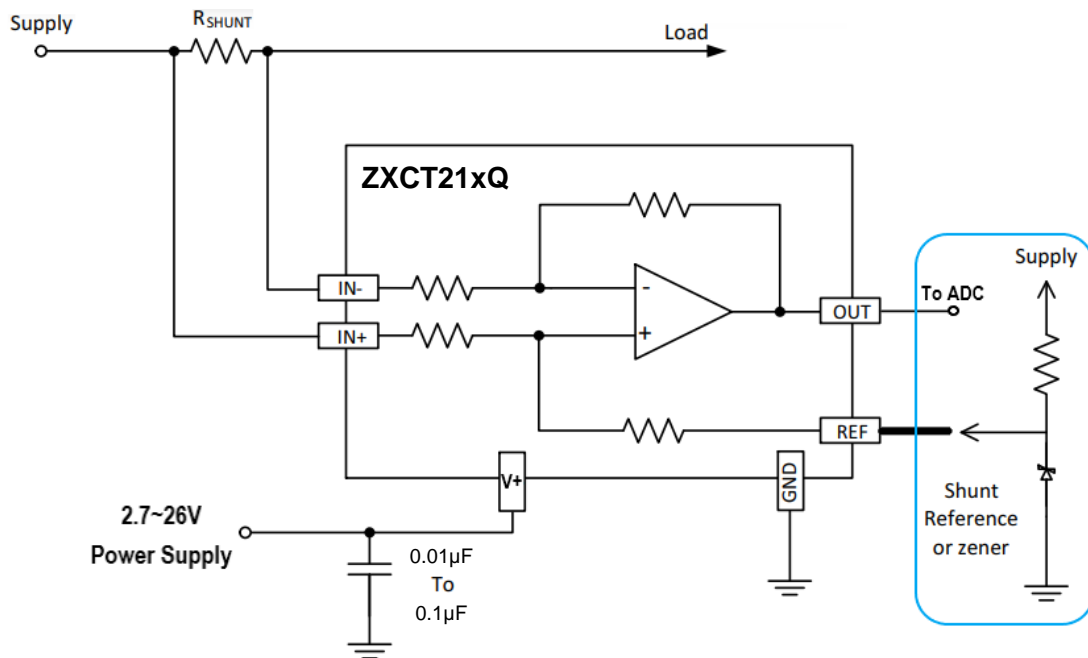 Supply
R SHUNT
Load
ZXCT21xQ
IN-
IN+
-
+
OUT
REF
V+
GND
To ADC
Supply
Shunt
Reference
or zener
2.7~26V
Power Supply
0.01µF
To
0.1µF